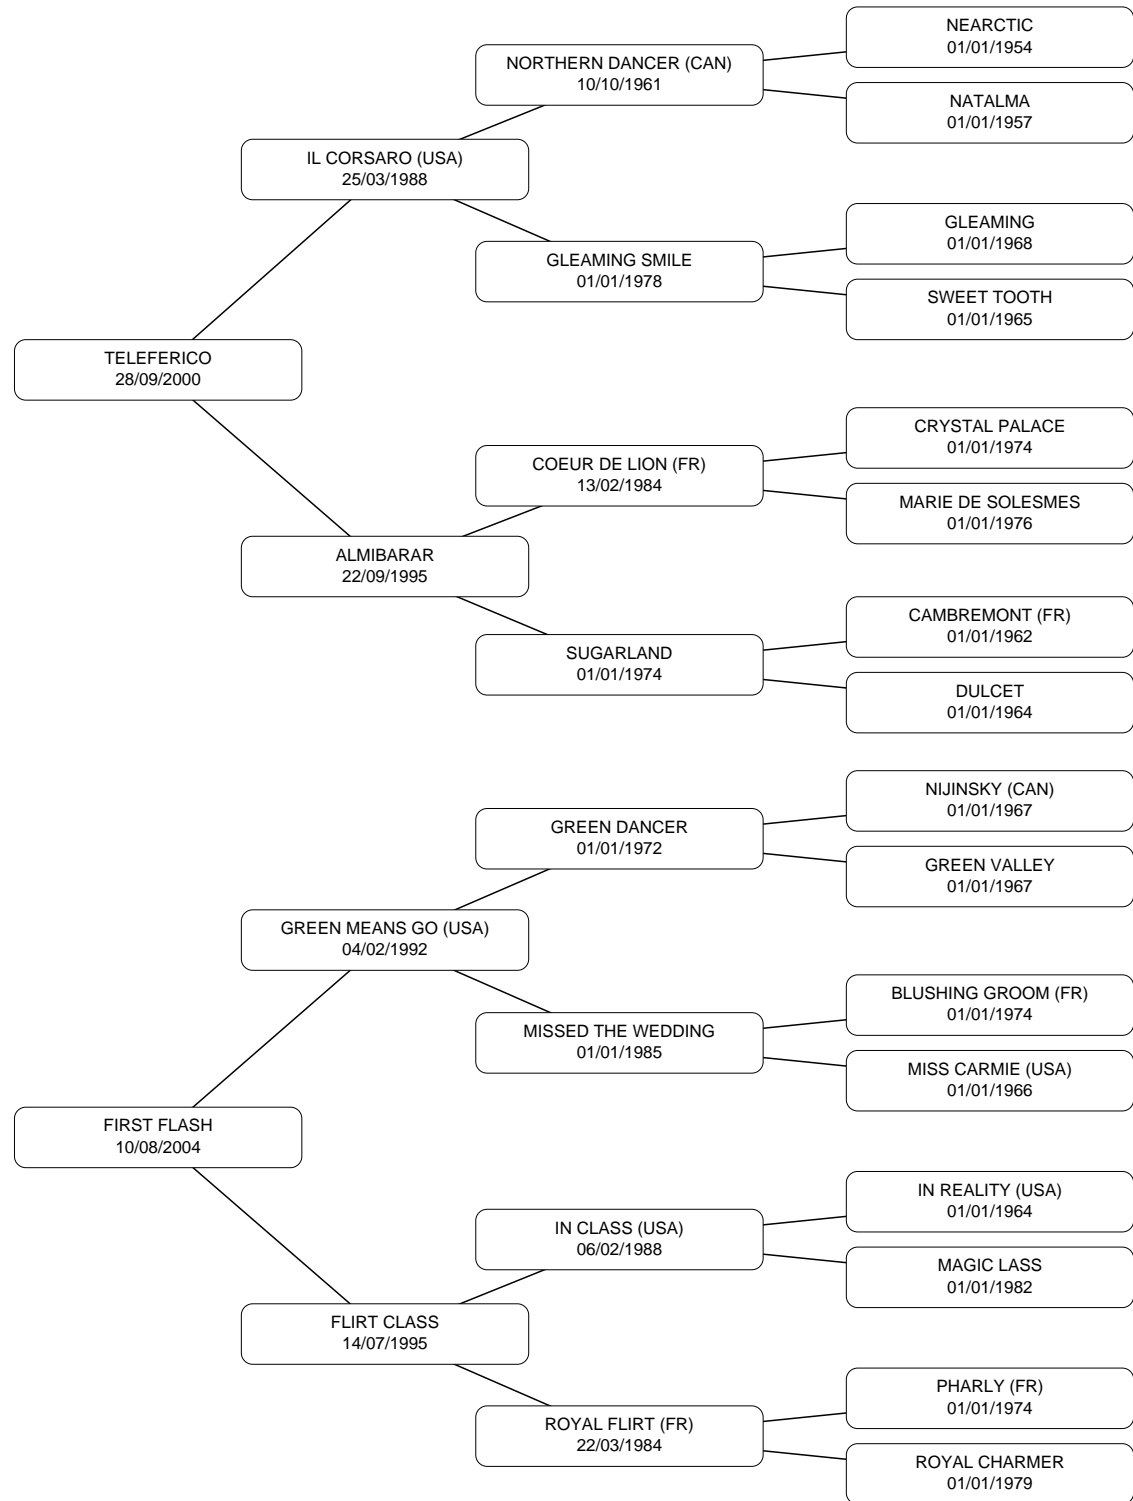 NEARCTIC
01/01/1954
NORTHERN DANCER (CAN)
10/10/1961
NATALMA
01/01/1957
IL CORSARO (USA)
25/03/1988
GLEAMING
01/01/1968
GLEAMING SMILE
01/01/1978
SWEET TOOTH
01/01/1965
TELEFERICO
28/09/2000
CRYSTAL PALACE
01/01/1974
COEUR DE LION (FR)
13/02/1984
MARIE DE SOLESMES
01/01/1976
ALMIBARAR
22/09/1995
CAMBREMONT (FR)
01/01/1962
SUGARLAND
01/01/1974
DULCET
01/01/1964
NIJINSKY (CAN)
01/01/1967
GREEN DANCER
01/01/1972
GREEN VALLEY
01/01/1967
GREEN MEANS GO (USA)
04/02/1992
BLUSHING GROOM (FR)
01/01/1974
MISSED THE WEDDING
01/01/1985
MISS CARMIE (USA)
01/01/1966
FIRST FLASH
10/08/2004
IN REALITY (USA)
01/01/1964
IN CLASS (USA)
06/02/1988
MAGIC LASS
01/01/1982
FLIRT CLASS
14/07/1995
PHARLY (FR)
01/01/1974
ROYAL FLIRT (FR)
22/03/1984
ROYAL CHARMER
01/01/1979